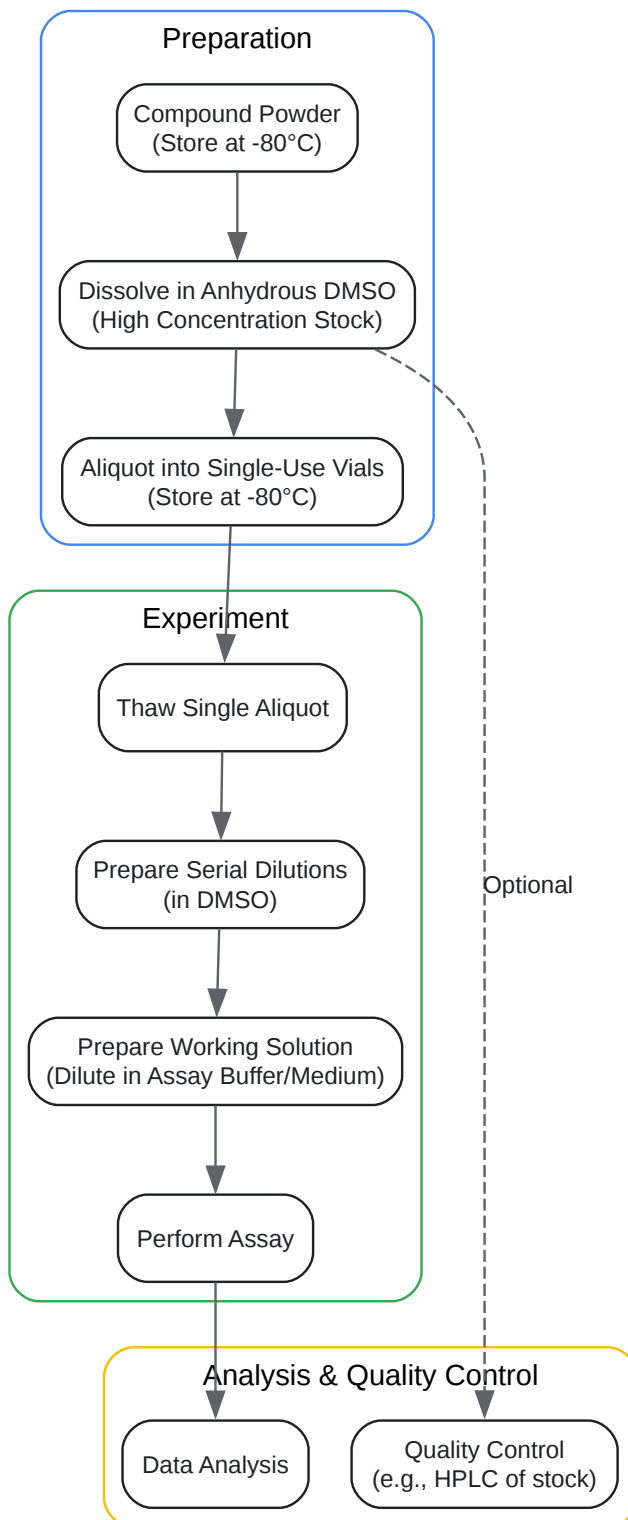 Preparation
Compound Powder
(Store at -80°C)
Dissolve in Anhydrous DMSO
(High Concentration Stock)
Aliquot into Single-Use Vials
(Store at -80°C)
Experiment
Thaw Single Aliquot
Prepare Serial Dilutions
(in DMSO)
Optional
Prepare Working Solution
(Dilute in Assay Buffer/Medium)
Perform Assay
Analysis & Quality Control
Data Analysis
Quality Control
(e.g., HPLC of stock)